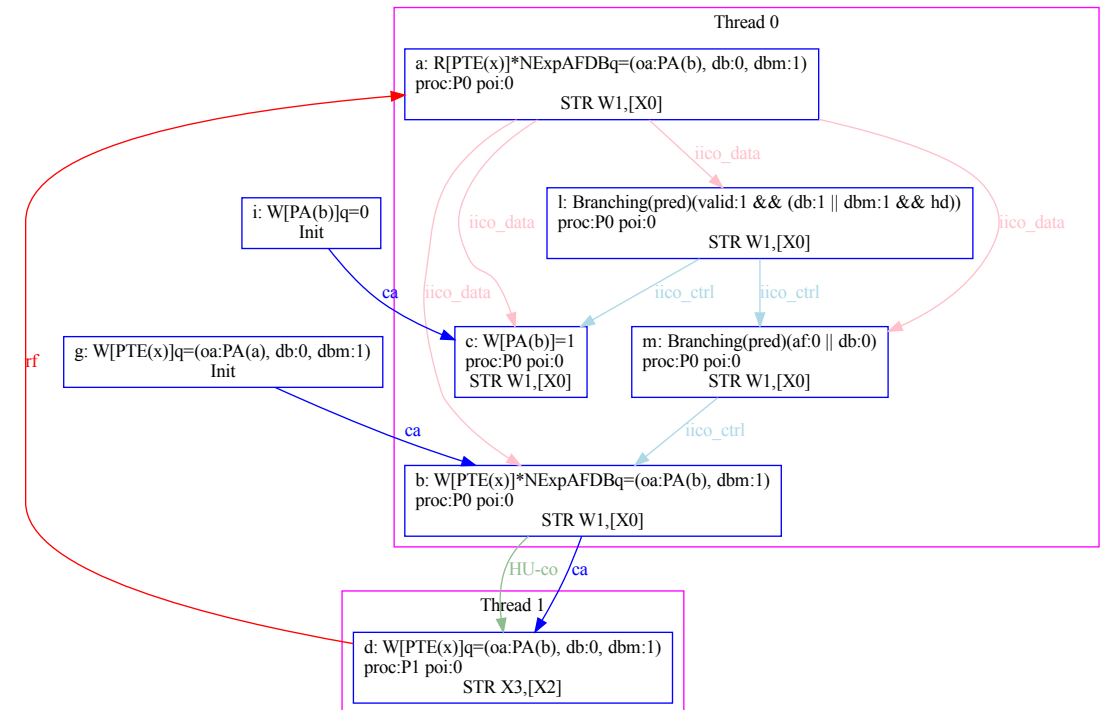 Thread 0
a: R[PTE(x)]*NExpAFDBq=(oa:PA(b), db:0, dbm:1)
proc:P0 poi:0
STR W1,[X0]
iico_data
l: Branching(pred)(valid:1 && (db:1 || dbm:1 && hd))
proc:P0 poi:0
STR W1,[X0]
i: W[PA(b)]q=0
Init
iico_data
iico_data
ca
iico_data
iico_ctrl
iico_ctrl
c: W[PA(b)]=1
proc:P0 poi:0
STR W1,[X0]
m: Branching(pred)(af:0 || db:0)
proc:P0 poi:0
STR W1,[X0]
g: W[PTE(x)]q=(oa:PA(a), db:0, dbm:1)
Init
rf
ca
iico_ctrl
b: W[PTE(x)]*NExpAFDBq=(oa:PA(b), dbm:1)
proc:P0 poi:0
STR W1,[X0]
HU-co
ca
Thread 1
d: W[PTE(x)]q=(oa:PA(b), db:0, dbm:1)
proc:P1 poi:0
STR X3,[X2]